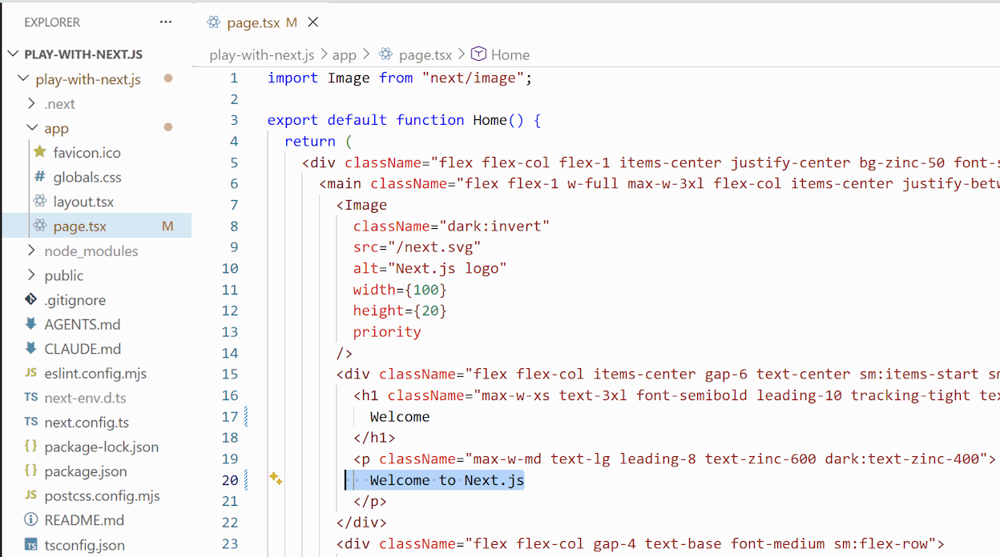 EXPLORER ···
PLAY-WITH-NEXT.JS
play-with-next.js
.next
app
favicon.ico
# globals.css
layout.tsx
page.tsx M
node_modules
public
.gitignore
AGENTS.md
CLAUDE.md
JS eslint.config.mjs
TS next-env.d.ts
TS next.config.ts
{} package-lock.json
{} package.json
JS postcss.config.mjs
README.md
TS tsconfig.json
page.tsx M
play-with-next.js > app > page.tsx > Home
1 import Image from "next/image";
2
3 export default function Home() {
4 return (
5 <div className="flex flex-col flex-1 items-center justify-center bg-zinc-50 font-s
6 <main className="flex flex-1 w-full max-w-3xl flex-col items-center justify-betw
7 <Image
8 className="dark:invert"
9 src="/next.svg"
10 alt="Next.js logo"
11 width={100}
12 height={20}
13 priority
14 />
15 <div className="flex flex-col items-center gap-6 text-center sm:items-start sm
16 <h1 className="max-w-xs text-3xl font-semibold leading-10 tracking-tight tex
17 Welcome
18 </h1>
19 <p className="max-w-md text-lg leading-8 text-zinc-600 dark:text-zinc-400">
20 Welcome to Next.js
21 </p>
22 </div>
23 <div className="flex flex-col gap-4 text-base font-medium sm:flex-row">